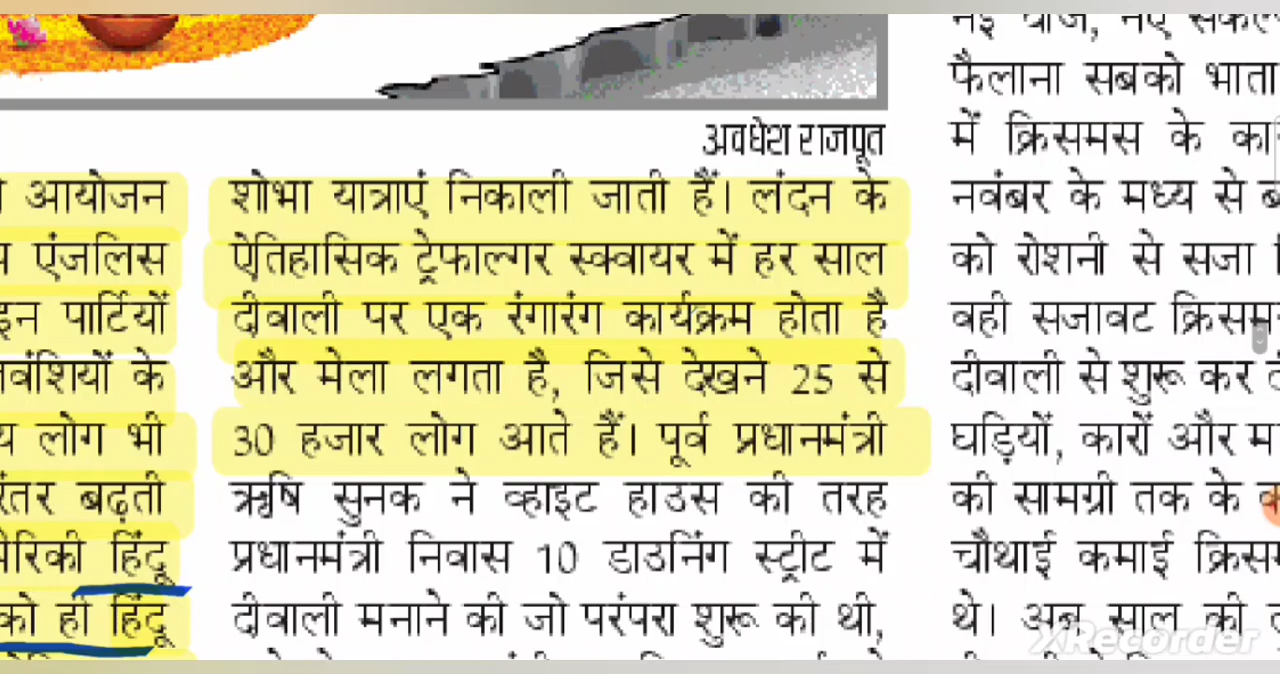 अवधेश राजपूत
आयोजन
एंजलिस
पार्टियों
के
लोग भी
बढ़ती
हिंदू
को ही हिंदू
शोभा यात्राएं निकाली जाती हैं। लंदन के
ऐतिहासिक ट्रेफाल्गर स्क्वायर में हर साल
दीवाली पर एक रंगारंग कार्यक्रम होता है
और मेला लगता है, जिसे देखने 25 से
30 हजार लोग आते हैं। पूर्व प्रधानमंत्री
ऋषि सुनक ने व्हाइट हाउस की तरह
प्रधानमंत्री निवास 10 डाउनिंग स्ट्रीट में
दीवाली मनाने की जो परंपरा शुरू की थी,
फैलाना सबको भाता
में क्रिसमस के
नवंबर के मध्य से
को रोशनी से सजा
वही सजावट
दीवाली से शुरू कर
घड़ियों, कारों और
की सामग्री तक के
चौथाई कमाई
थे। अब साल की
XRecorder